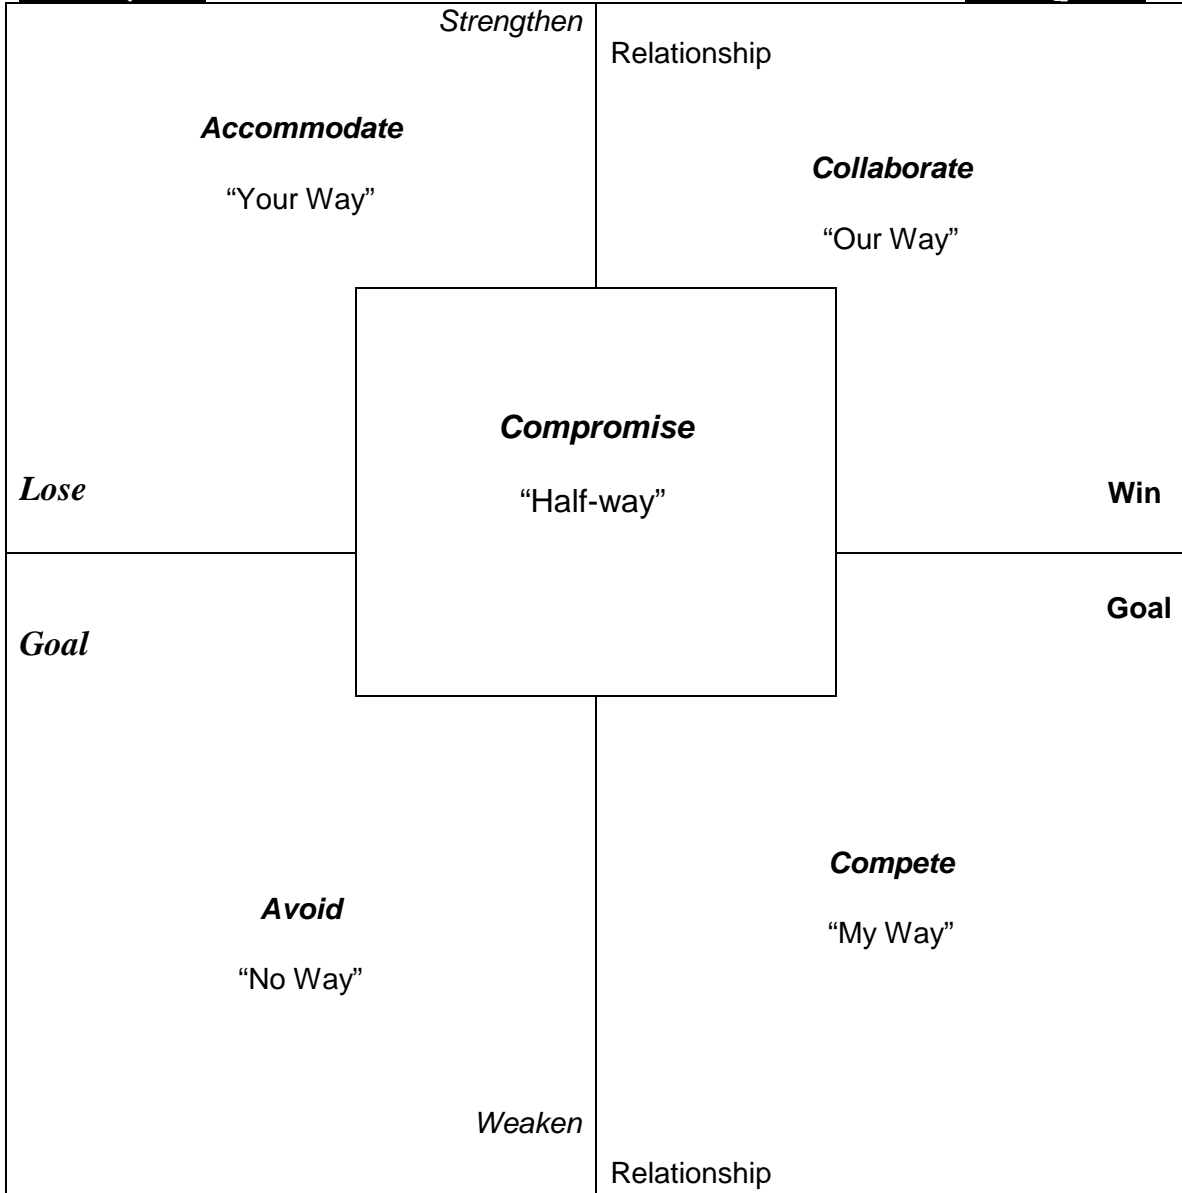 Strengthen
Relationship
Accommodate
“Your Way”
Collaborate
“Our Way”
Compromise
“Half-way”
Lose
Win
Goal
Goal
Compete
“My Way”
Avoid
“No Way”
Weaken
Relationship